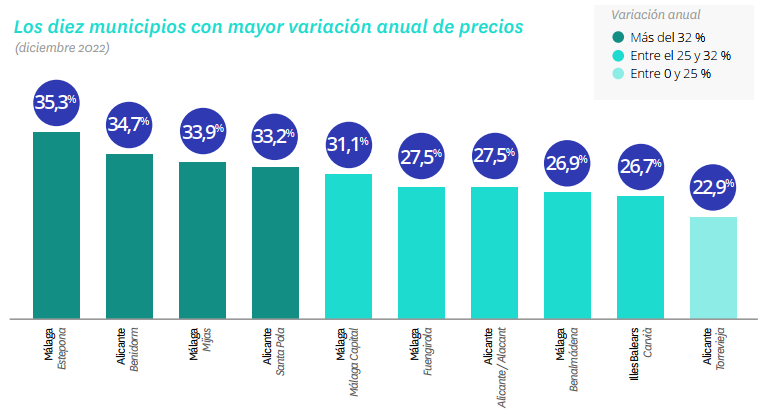 Los diez municipios con mayor variación anual de precios
(diciembre 2022)
Variación anual
Más del 32 %
Entre el 25 y 32 %
Entre 0 y 25 %
35,3%
34,7%
33,9%
33,2%
31,1%
27,5%
27,5%
26,9%
26,7%
22,9%
Málaga
Estepona
Alicante
Benidorm
Málaga
Mijas
Alicante
Santa Pola
Málaga
Málaga Capital
Málaga
Fuengirola
Alicante
Alicante / Alacant
Málaga
Benalmádena
Illes Balears
Calvià
Alicante
Torrevieja